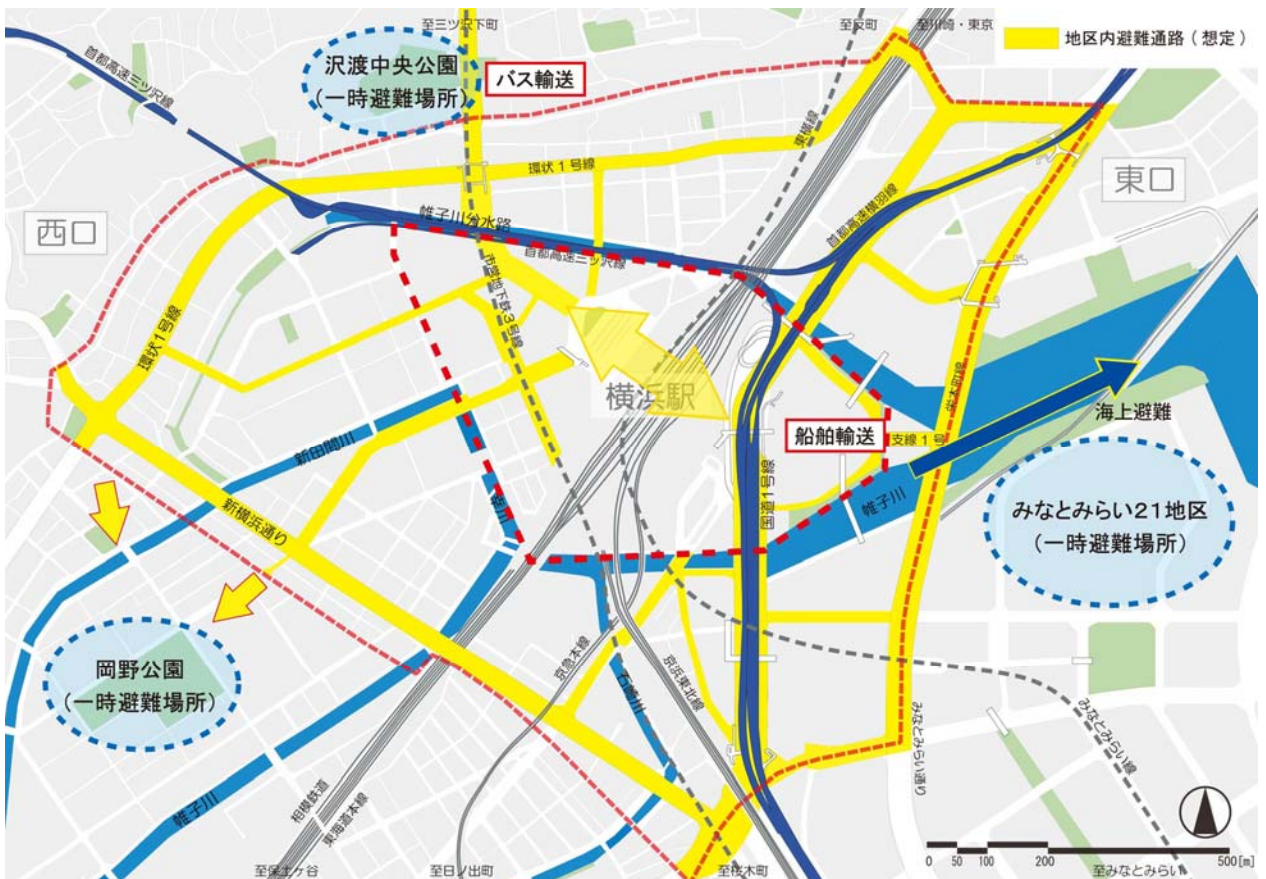 至三ツ沢下町
至反町
至川崎・東京
地区内避難通路(想定)
首都高速三ツ沢線
沢渡中央公園
(一時避難場所)
バス輸送
東横線
環状1号線
東口
西口
帷子川分水路
首都高速三ツ沢線
首都高速横羽線
市営地下鉄3号線
環状1号線
横浜駅
栄本町線
海上避難
船舶輸送
支線1号
新田間川
幸川
国道1号線
帷子川
新横浜通り
みなとみらい21地区
(一時避難場所)
岡野公園
(一時避難場所)
京急本線
石崎川
京浜東北線
みなとみらい通り
みなとみらい線
帷子川
相模鉄道
東海道本線
0 50 100 200 500[m]
至保土ヶ谷
至日ノ出町
至桜木町
至みなとみらい